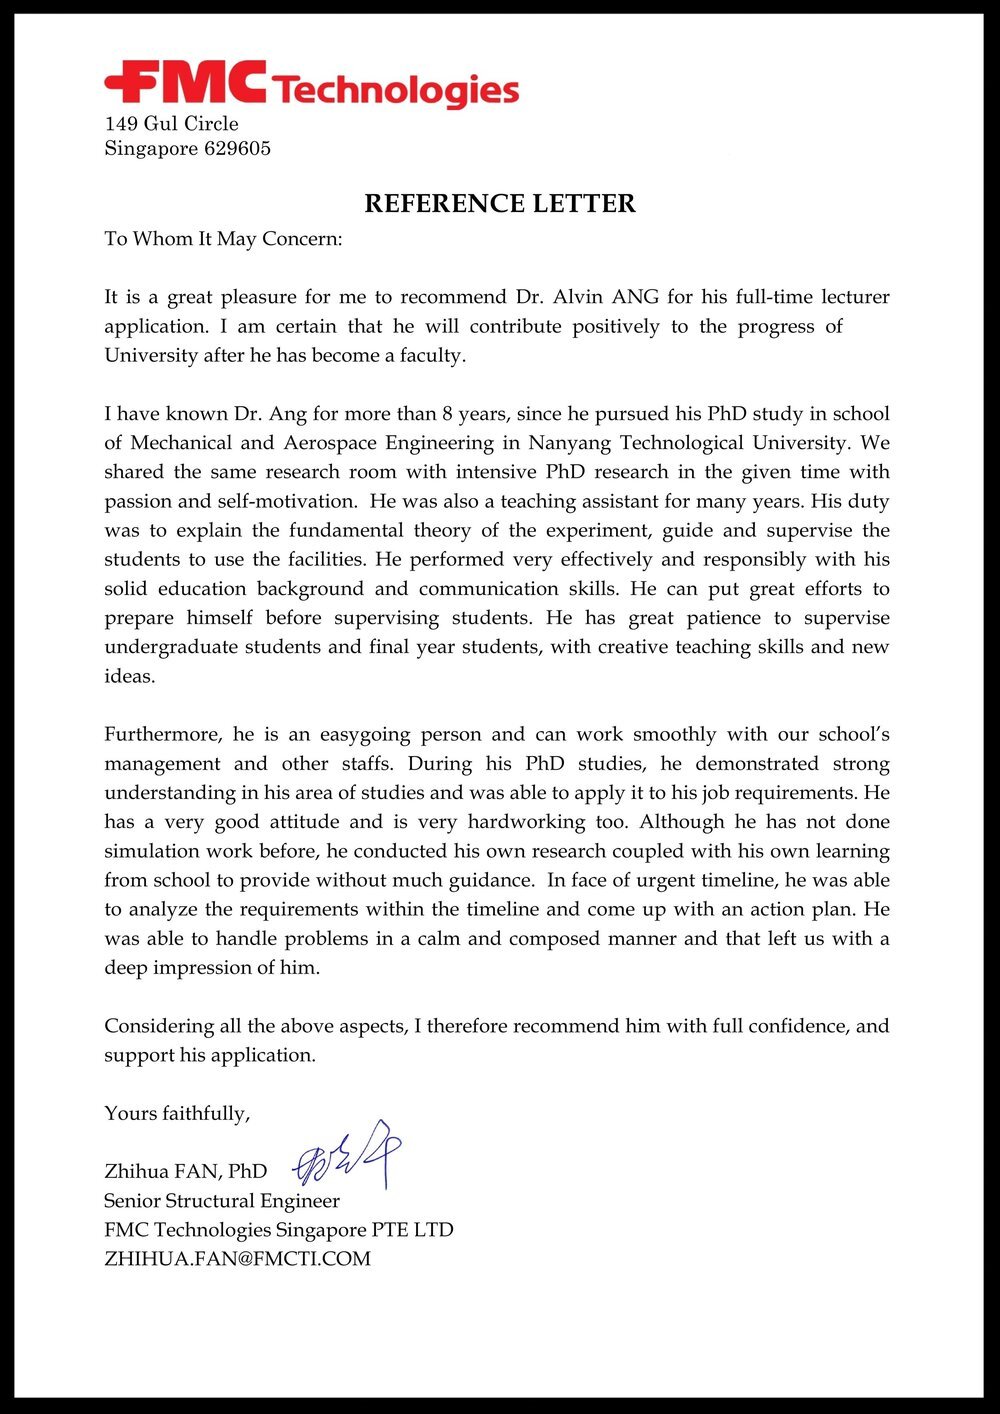 FMC Technologies
149 Gul Circle
Singapore 629605
REFERENCE LETTER
To Whom It May Concern:
It is a great pleasure for me to recommend Dr. Alvin ANG for his full-time lecturer
application. I am certain that he will contribute positively to the progress of
University after he has become a faculty.
I have known Dr. Ang for more than 8 years, since he pursued his PhD study in school
of Mechanical and Aerospace Engineering in Nanyang Technological University. We
shared the same research room with intensive PhD research in the given time with
passion and self-motivation.  He was also a teaching assistant for many years. His duty
was to explain the fundamental theory of the experiment, guide and supervise the
students to use the facilities. He performed very effectively and responsibly with his
solid education background and communication skills. He can put great efforts to
prepare himself before supervising students. He has great patience to supervise
undergraduate students and final year students, with creative teaching skills and new
ideas.
Furthermore, he is an easygoing person and can work smoothly with our school’s
management and other staffs. During his PhD studies, he demonstrated strong
understanding in his area of studies and was able to apply it to his job requirements. He
has a very good attitude and is very hardworking too. Although he has not done
simulation work before, he conducted his own research coupled with his own learning
from school to provide without much guidance.  In face of urgent timeline, he was able
to analyze the requirements within the timeline and come up with an action plan. He
was able to handle problems in a calm and composed manner and that left us with a
deep impression of him.
Considering all the above aspects, I therefore recommend him with full confidence, and
support his application.
Yours faithfully,
Zhihua FAN, PhD
Senior Structural Engineer
FMC Technologies Singapore PTE LTD
ZHIHUA.FAN@FMCTI.COM